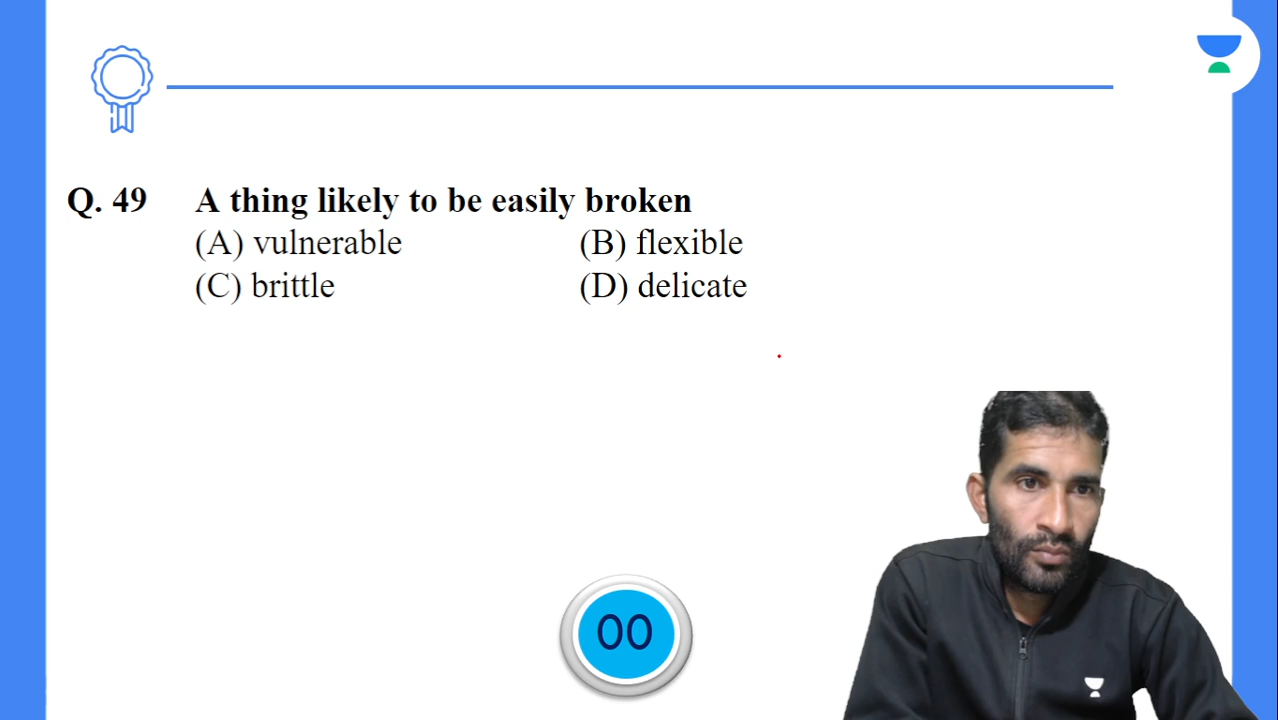 Q. 49 A thing likely to be easily broken
(A) vulnerable (B) flexible
(C) brittle (D) delicate
00